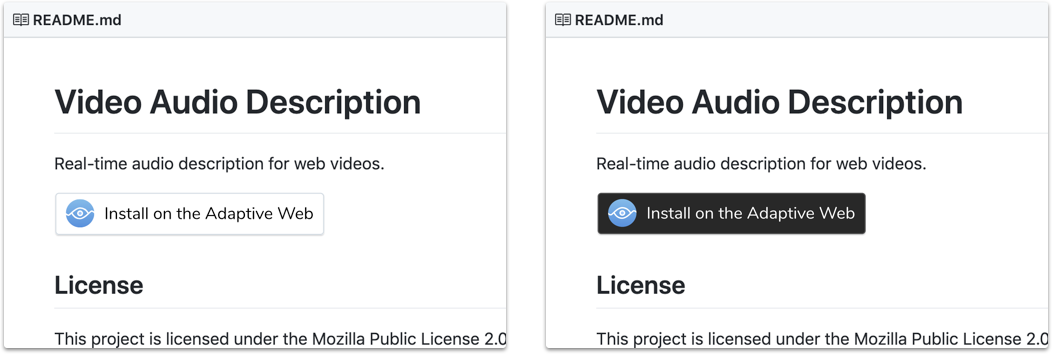 README.md
Video Audio Description
Real-time audio description for web videos.
Install on the Adaptive Web
License
This project is licensed under the Mozilla Public License 2.0
README.md
Video Audio Description
Real-time audio description for web videos.
Install on the Adaptive Web
License
This project is licensed under the Mozilla Public License 2.0